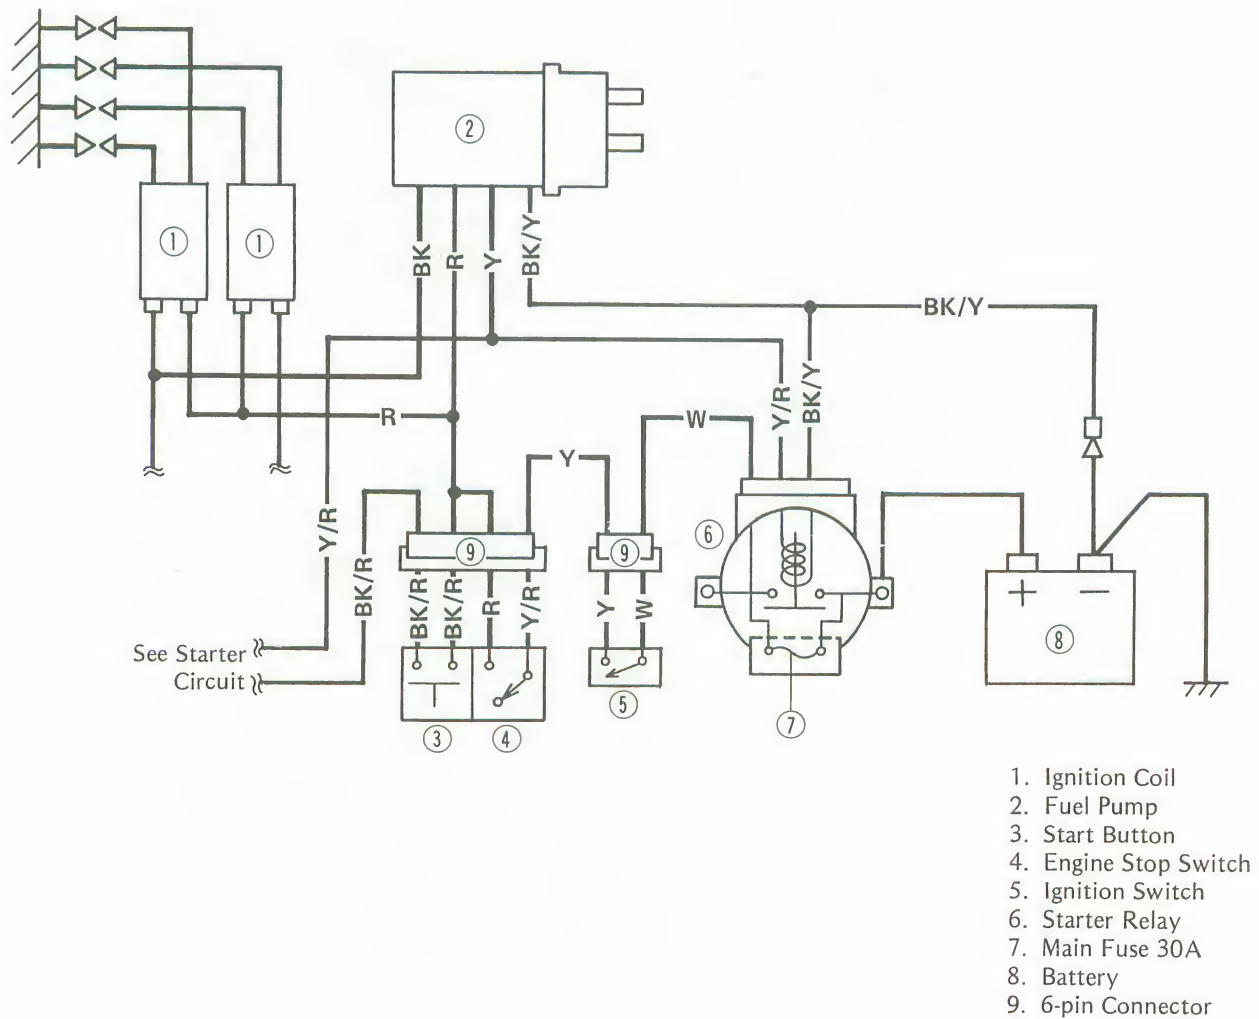 1
1
2
BK
R
Y
BK/Y
BK/Y
R
Y
W
Y/R
BK/Y
Y/R
BK/R
9
9
6
BK/R
BK/R
R
Y/R
Y
W
+
−
8
See Starter
Circuit
3
4
5
7
1. Ignition Coil
2. Fuel Pump
3. Start Button
4. Engine Stop Switch
5. Ignition Switch
6. Starter Relay
7. Main Fuse 30A
8. Battery
9. 6-pin Connector